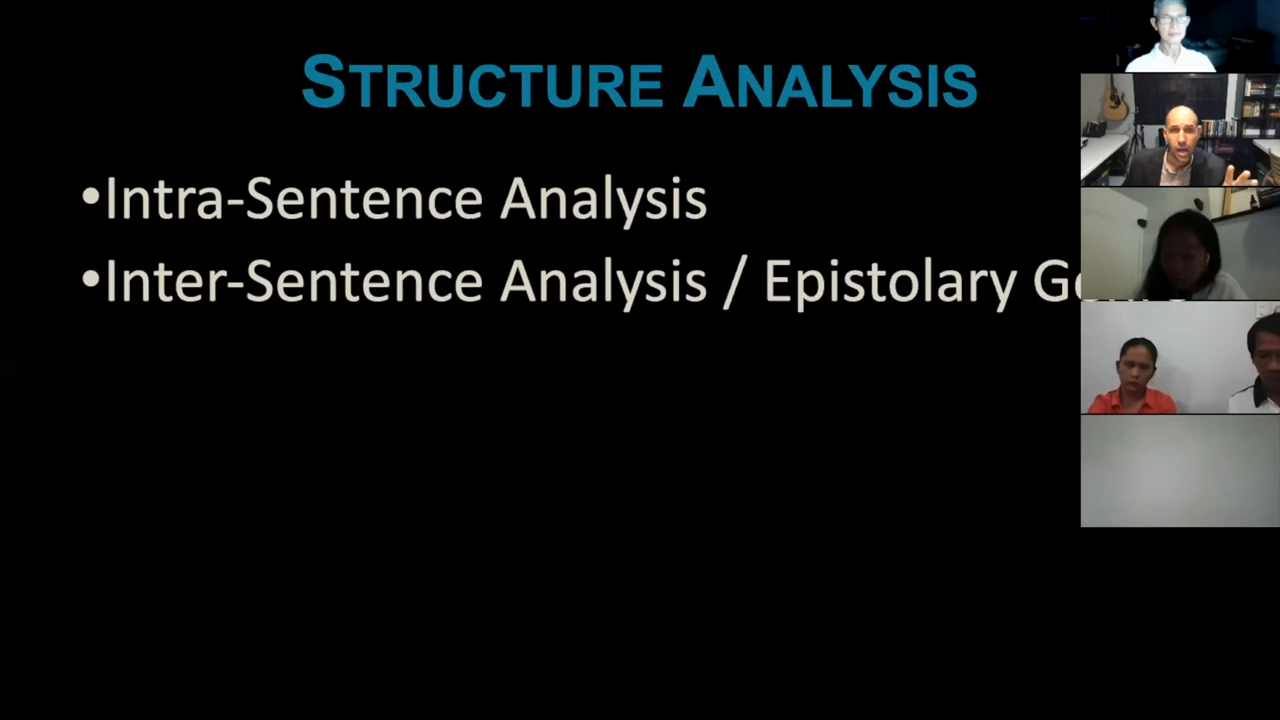 STRUCTURE ANALYSIS
•Intra-Sentence Analysis
•Inter-Sentence Analysis / Epistolary